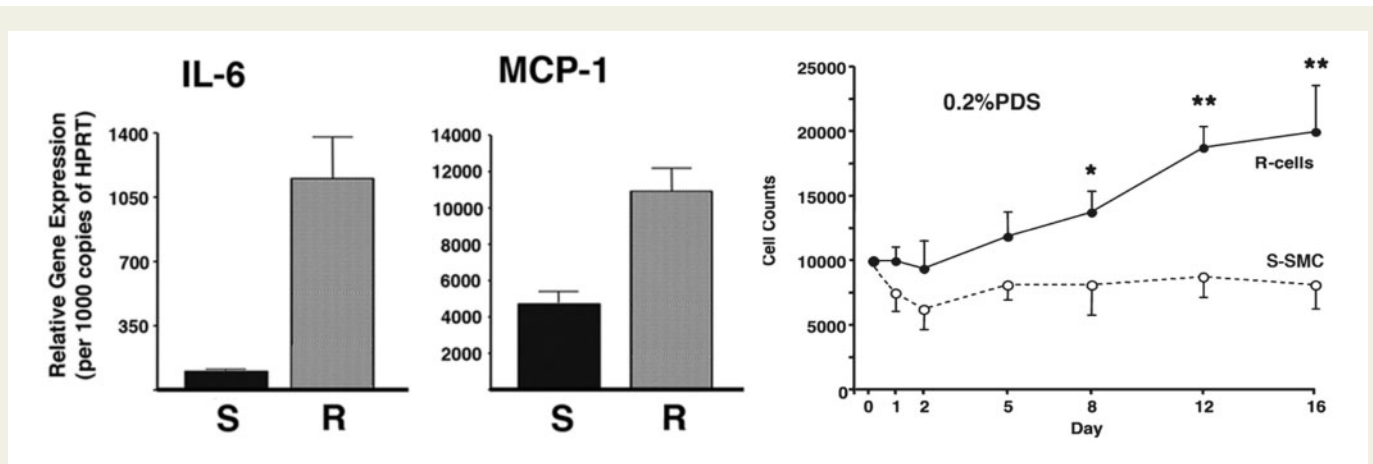 IL-6
Relative Gene Expression
(per 1000 copies of HPRT)
1400
1050
700
350
S R
MCP-1
14000
12000
10000
8000
6000
4000
2000
S R
Cell Counts
25000
20000
15000
10000
5000
0
0.2%PDS
*
**
**
R-cells
S-SMC
0 1 2 5 8 12 16
Day